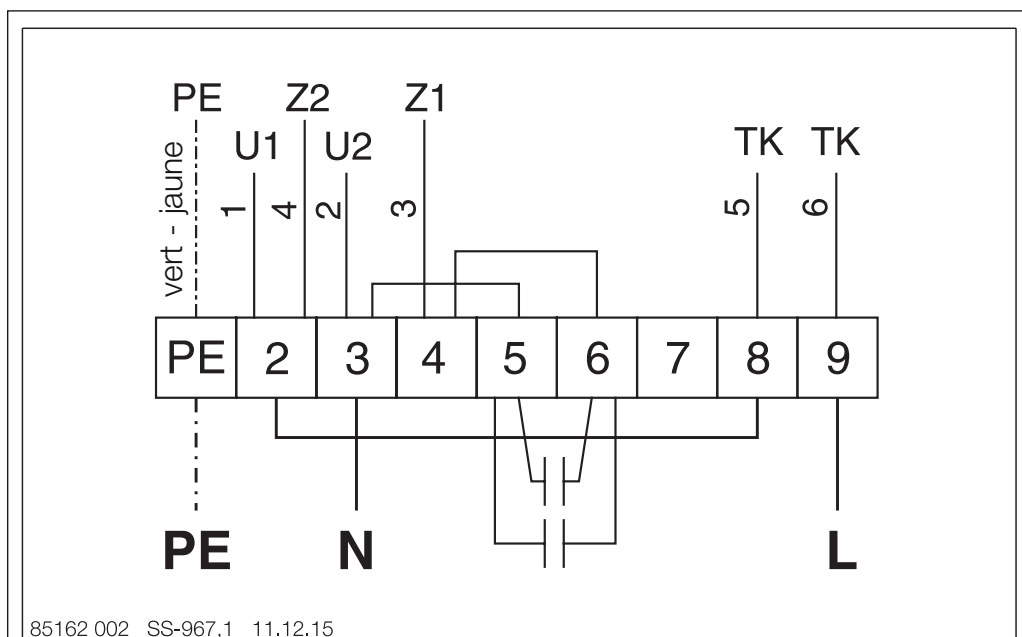 PE Z2 Z1
U1 U2 TK TK
vert - jaune
1 4 2 3 5 6
PE 2 3 4 5 6 7 8 9
PE N L
85162 002 SS-967,1 11.12.15